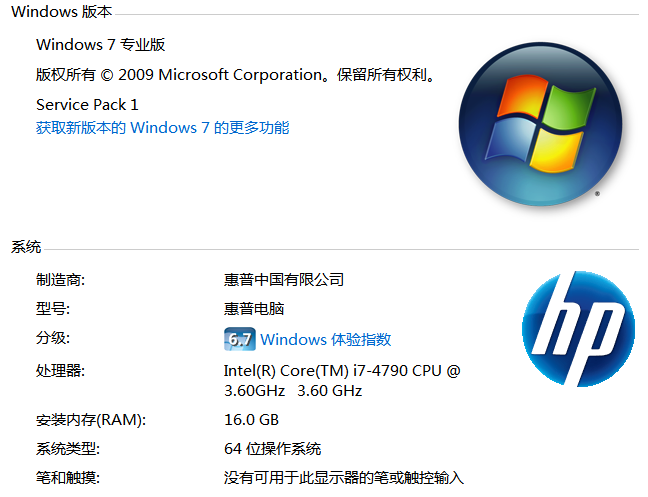 Windows 版本
Windows 7 专业版
版权所有 © 2009 Microsoft Corporation。保留所有权利。
Service Pack 1
获取新版本的 Windows 7 的更多功能
系统
制造商: 惠普中国有限公司
型号: 惠普电脑
分级: 6.7 Windows 体验指数
处理器: Intel(R) Core(TM) i7-4790 CPU @
3.60GHz 3.60 GHz
安装内存(RAM): 16.0 GB
系统类型: 64 位操作系统
笔和触摸: 没有可用于此显示器的笔或触控输入
hp